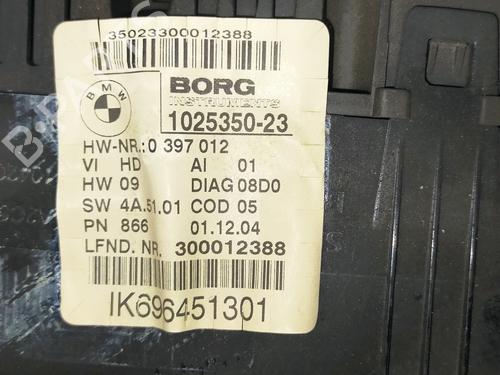 35023300012388
BMW
BORG
INSTRUMENTS
1025350-23
HW-NR.:0 397 012
VI HD AI 01
HW 09 DIAG 08D0
SW 4A.51.01 COD 05
PN 866 01.12.04
LFND. NR. 300012388
IK696451301